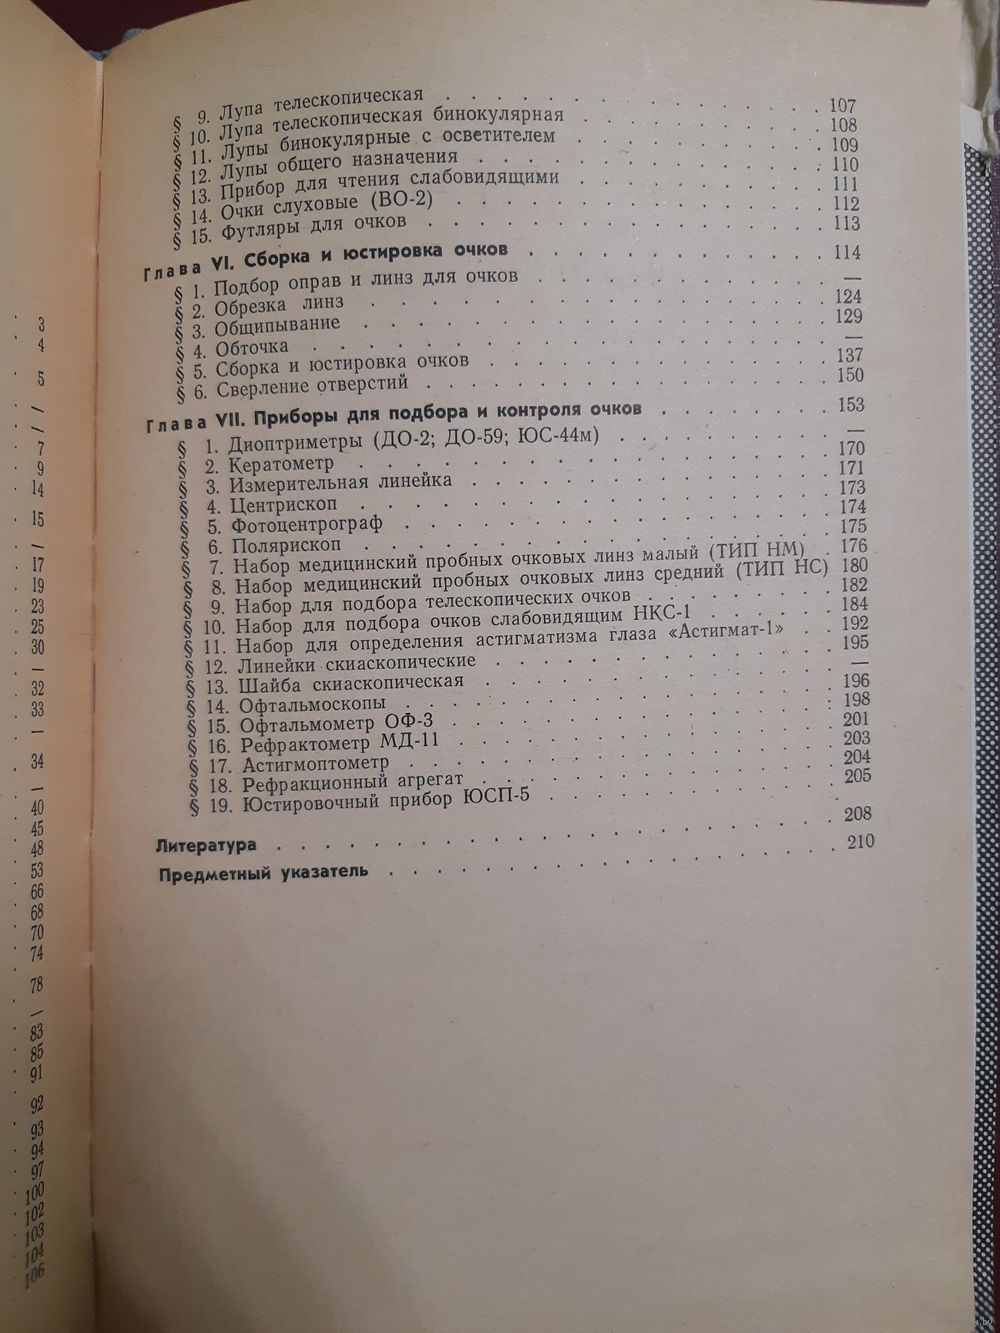 3
4
5
—
—
7
9
14
15
—
17
19
23
25
30
—
32
33
—
34
—
40
45
48
53
66
68
70
74
78
—
83
85
91
92
93
94
97
100
102
103
104
106
§ 9. Лупа телескопическая . . . . . . . . . . 107
§ 10. Лупа телескопическая бинокулярная . . . . . . 108
§ 11. Лупы бинокулярные с осветителем . . . . . . 109
§ 12. Лупы общего назначения . . . . . . . . . 110
§ 13. Прибор для чтения слабовидящими . . . . . . 111
§ 14. Очки слуховые (ВО-2) . . . . . . . . . . 112
§ 15. Футляры для очков . . . . . . . . . . . 113
Глава VI. Сборка и юстировка очков . . . . . . . . 114
§ 1. Подбор оправ и линз для очков . . . . . . . —
§ 2. Обрезка линз . . . . . . . . . . . . 124
§ 3. Общипывание . . . . . . . . . . . . 129
§ 4. Обточка . . . . . . . . . . . . . —
§ 5. Сборка и юстировка очков . . . . . . . . . 137
§ 6. Сверление отверстий . . . . . . . . . . 150
Глава VII. Приборы для подбора и контроля очков . . . . . 153
§ 1. Диоптриметры (ДО-2; ДО-59; ЮС-44м) . . . . . —
§ 2. Кератометр . . . . . . . . . . . . 170
§ 3. Измерительная линейка . . . . . . . . . 171
§ 4. Центрископ . . . . . . . . . . . . 173
§ 5. Фотоцентрограф . . . . . . . . . . . 174
§ 6. Полярископ . . . . . . . . . . . . 175
§ 7. Набор медицинский пробных очковых линз малый (ТИП НМ) . 176
§ 8. Набор медицинский пробных очковых линз средний (ТИП НС) 180
§ 9. Набор для подбора телескопических очков . . . . . 182
§ 10. Набор для подбора очков слабовидящим НКС-1 . . . . 184
§ 11. Набор для определения астигматизма глаза «Астигмат-1» . . 192
§ 12. Линейки скиаскопические . . . . . . . . . 195
§ 13. Шайба скиаскопическая . . . . . . . . . —
§ 14. Офтальмоскопы . . . . . . . . . . . 196
§ 15. Офтальмометр ОФ-3 . . . . . . . . . . 198
§ 16. Рефрактометр МД-11 . . . . . . . . . . 201
§ 17. Астигмоптометр . . . . . . . . . . . 203
§ 18. Рефракционный агрегат . . . . . . . . . 204
§ 19. Юстировочный прибор ЮСП-5 . . . . . . . . 205
Литература . . . . . . . . . . . . . . . 208
Предметный указатель . . . . . . . . . . . . 210